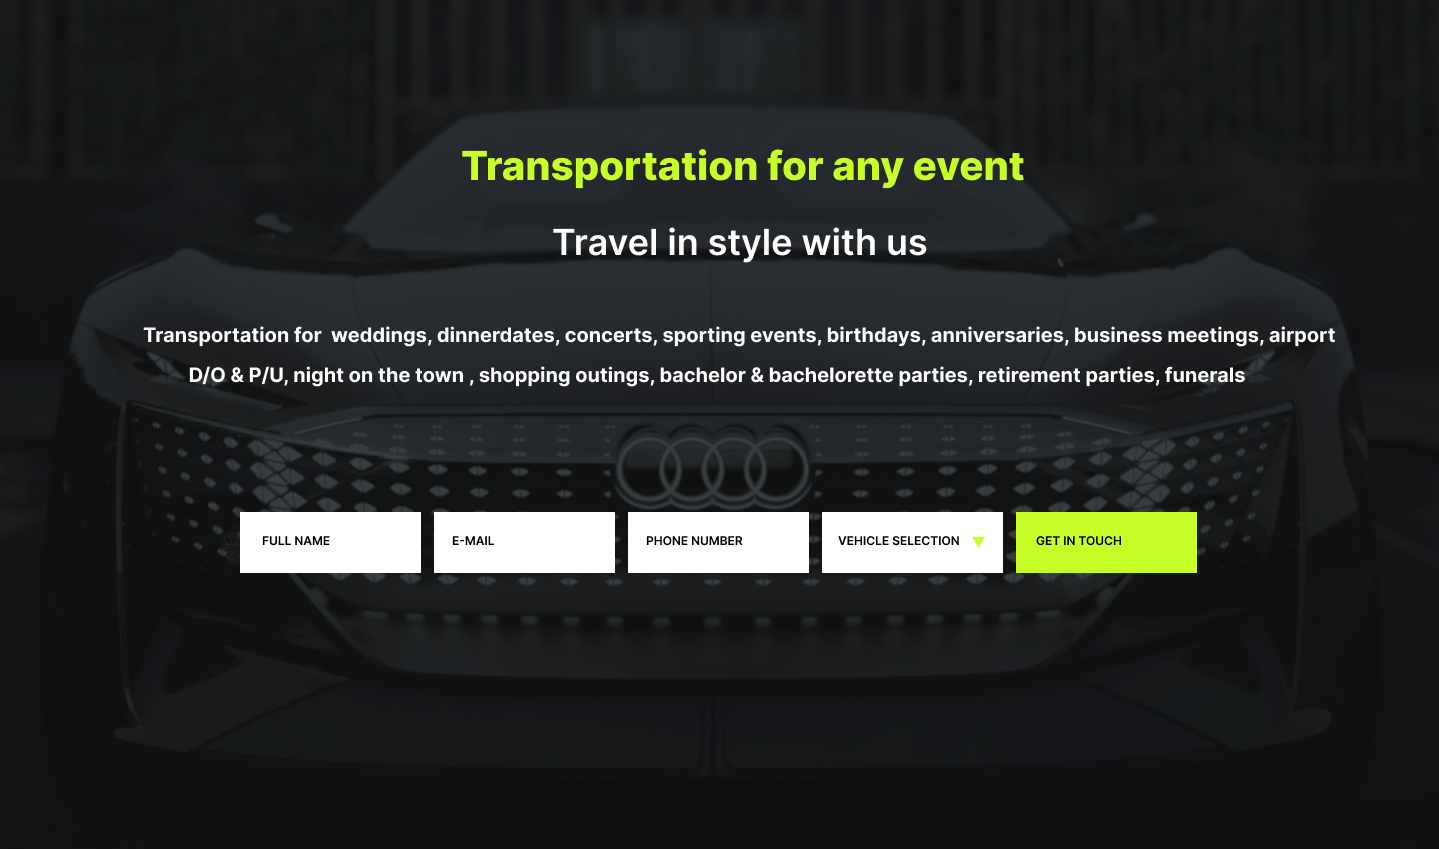 Transportation for any event
Travel in style with us
Transportation for  weddings, dinnerdates, concerts, sporting events, birthdays, anniversaries, business meetings, airport
D/O & P/U, night on the town , shopping outings, bachelor & bachelorette parties, retirement parties, funerals
FULL NAME
E-MAIL
PHONE NUMBER
VEHICLE SELECTION
GET IN TOUCH